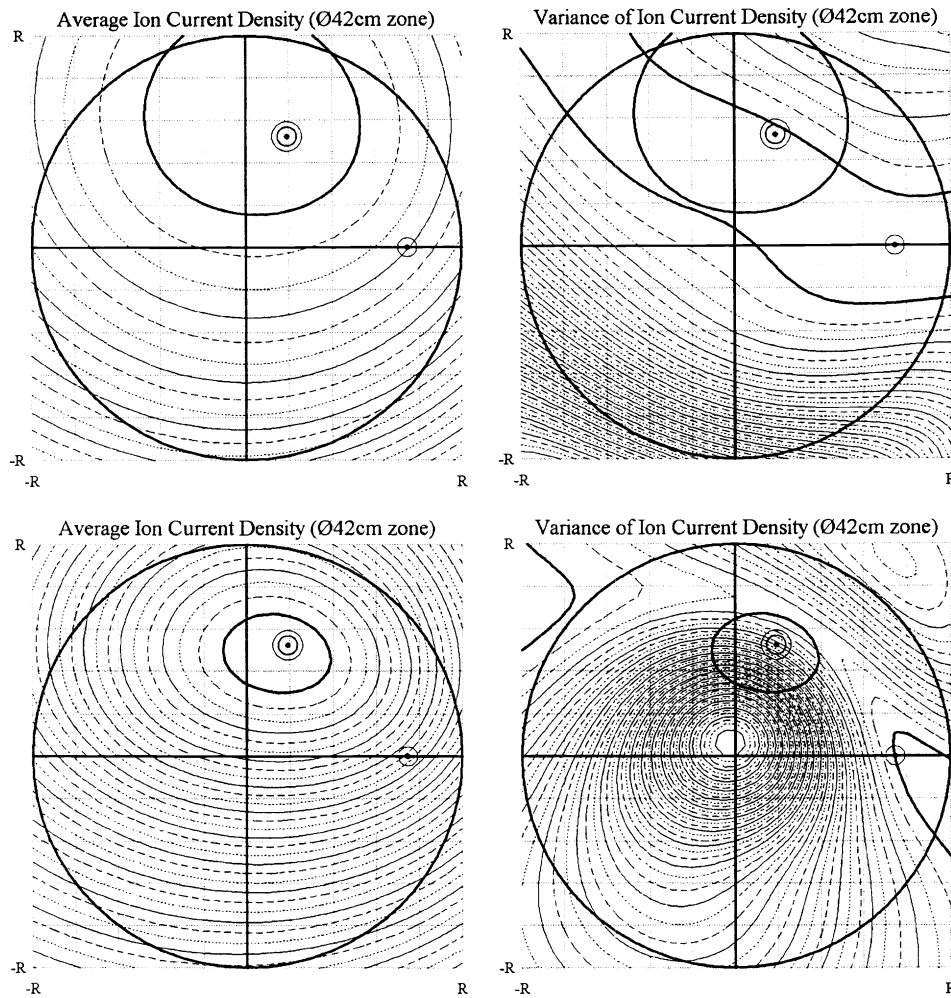 Average Ion Current Density (Ø42cm zone)
Variance of Ion Current Density (Ø42cm zone)
R
R
-R
-R
-R
R
-R
R
Average Ion Current Density (Ø42cm zone)
Variance of Ion Current Density (Ø42cm zone)
R
R
-R
-R
-R
R
-R
R